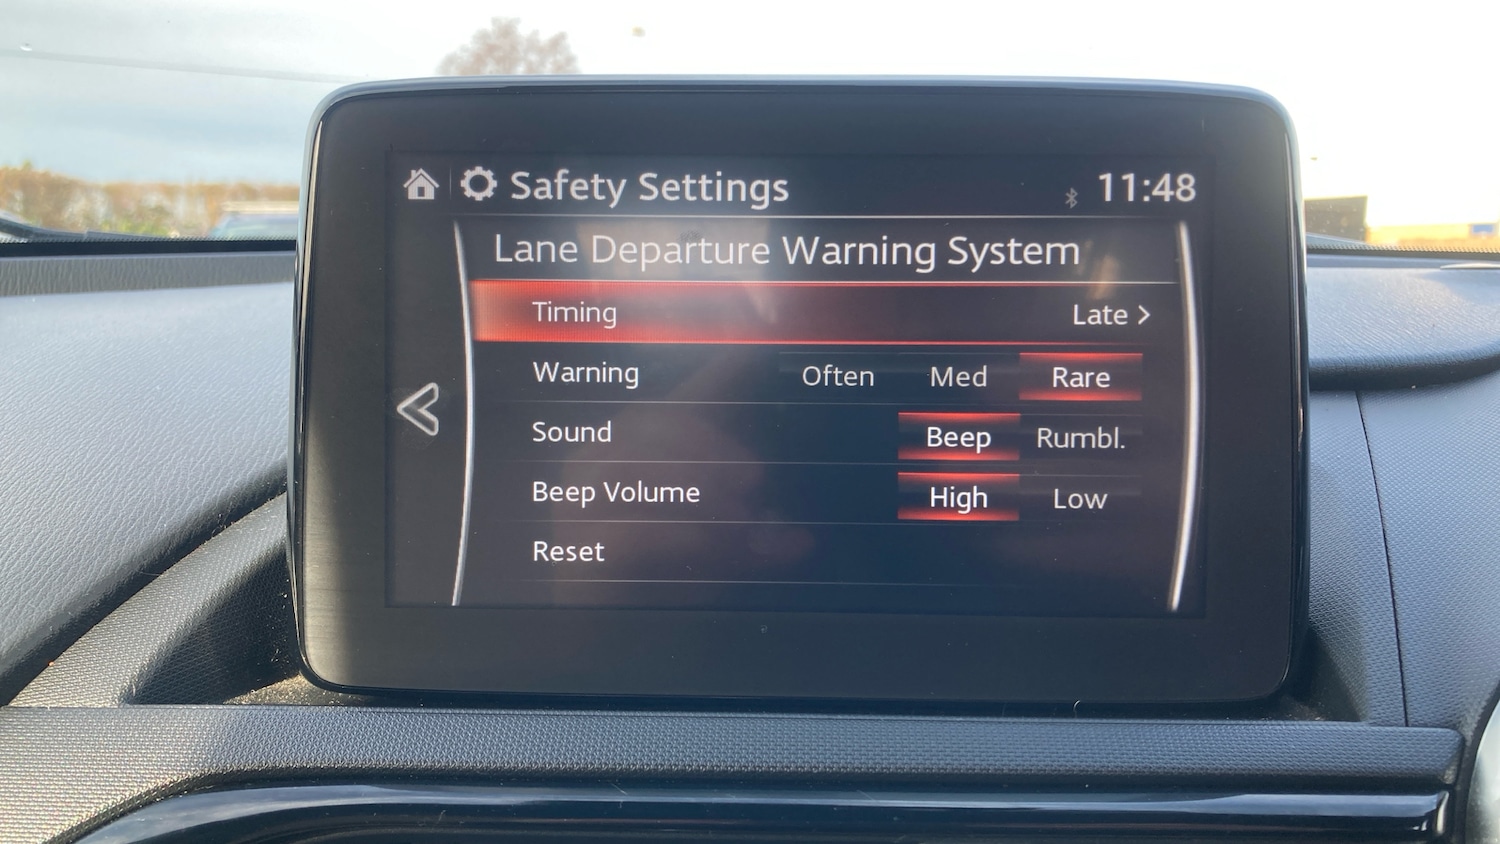 Safety Settings 11:48
Lane Departure Warning System
Timing Late >
Warning Often Med Rare
Sound Beep Rumbl.
Beep Volume High Low
Reset